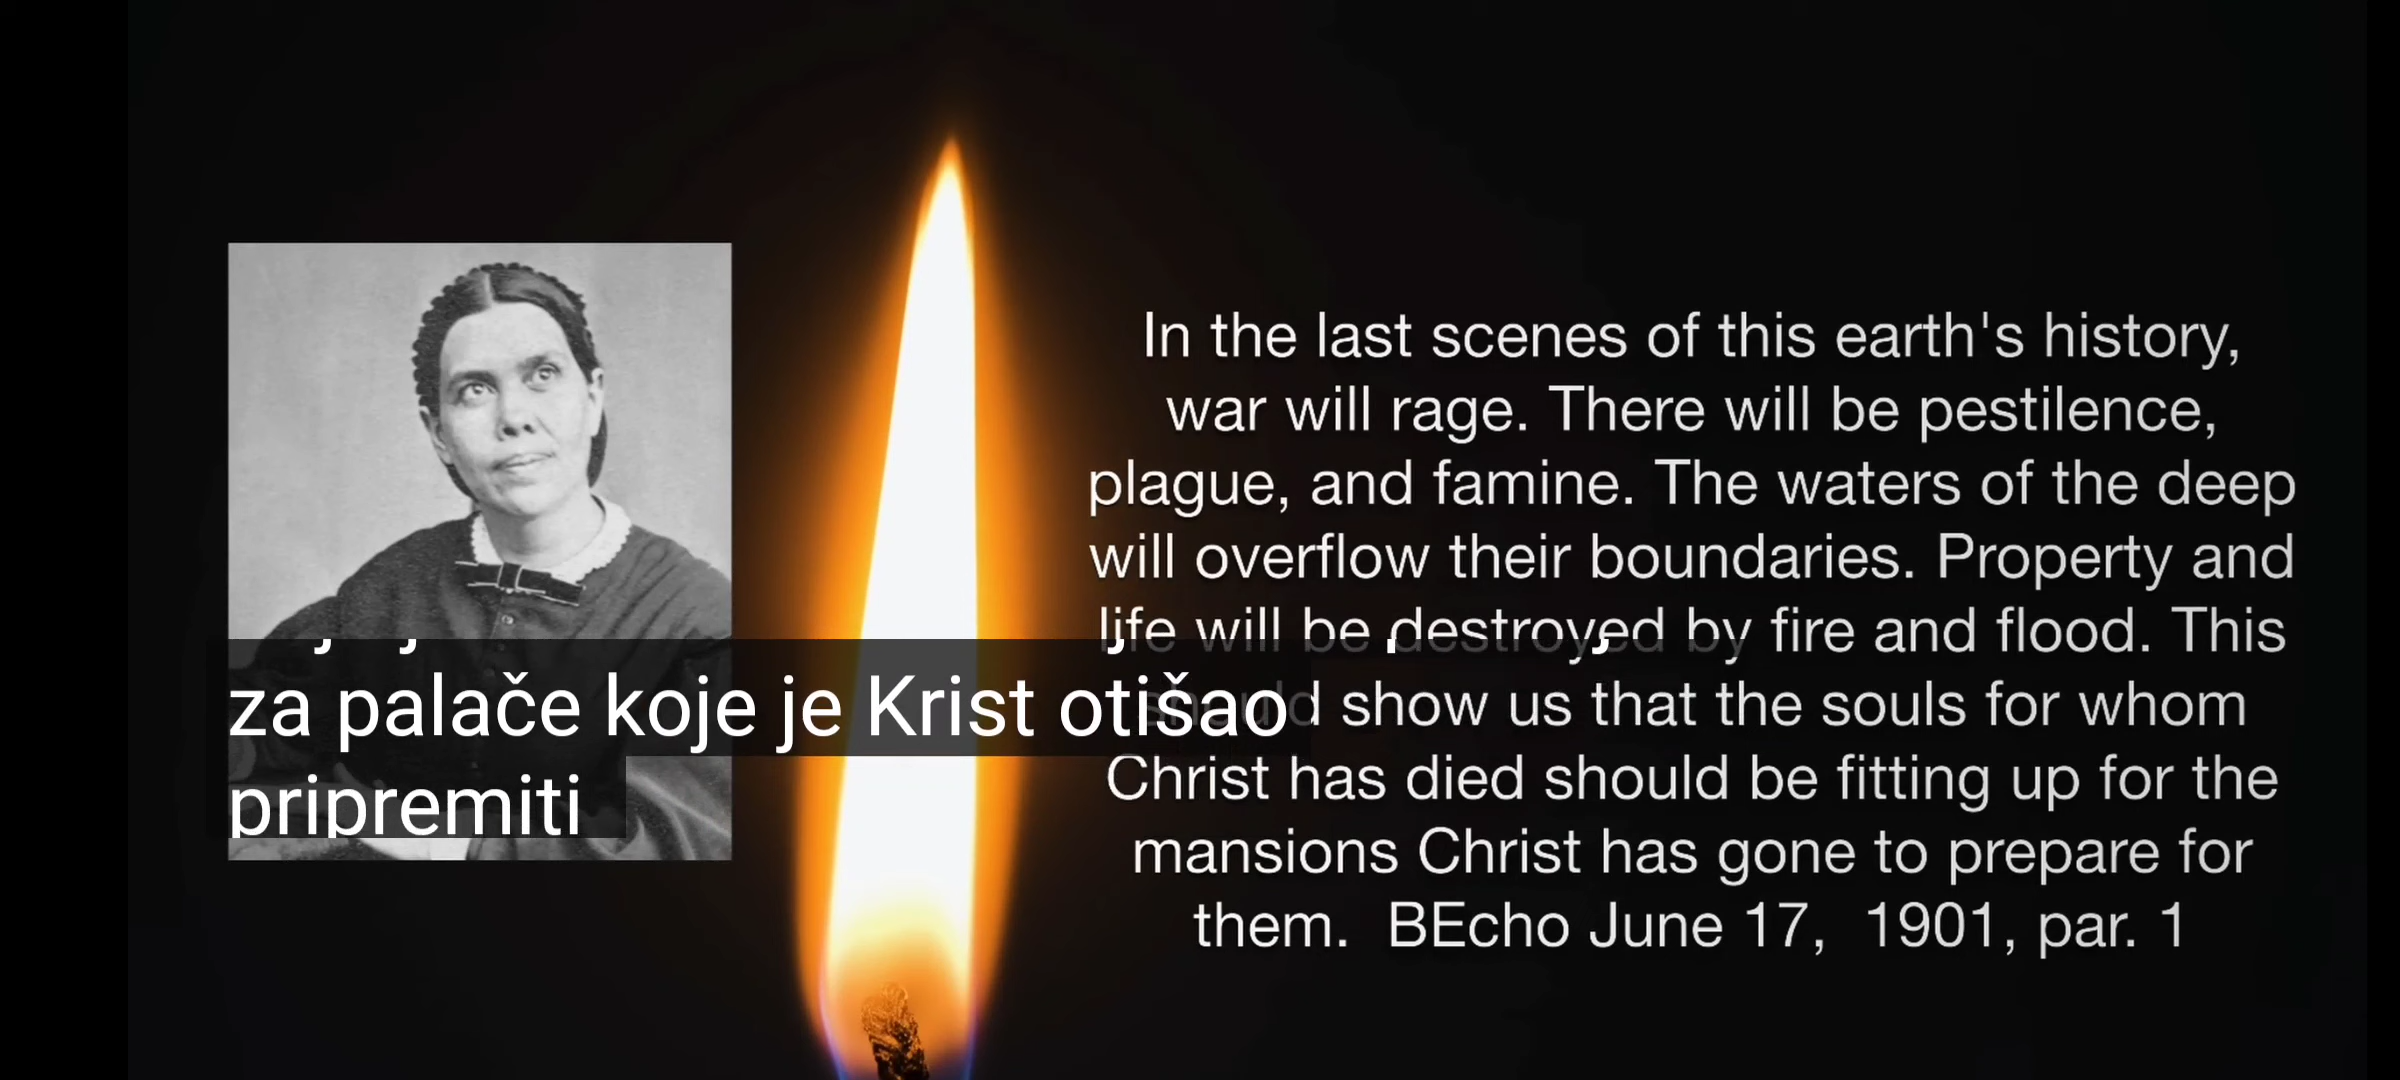 In the last scenes of this earth's history,
war will rage. There will be pestilence,
plague, and famine. The waters of the deep
will overflow their boundaries. Property and
life will be destroyed by fire and flood. This
should show us that the souls for whom
Christ has died should be fitting up for the
mansions Christ has gone to prepare for
them. BEcho June 17, 1901, par. 1
za palače koje je Krist otišao
pripremiti